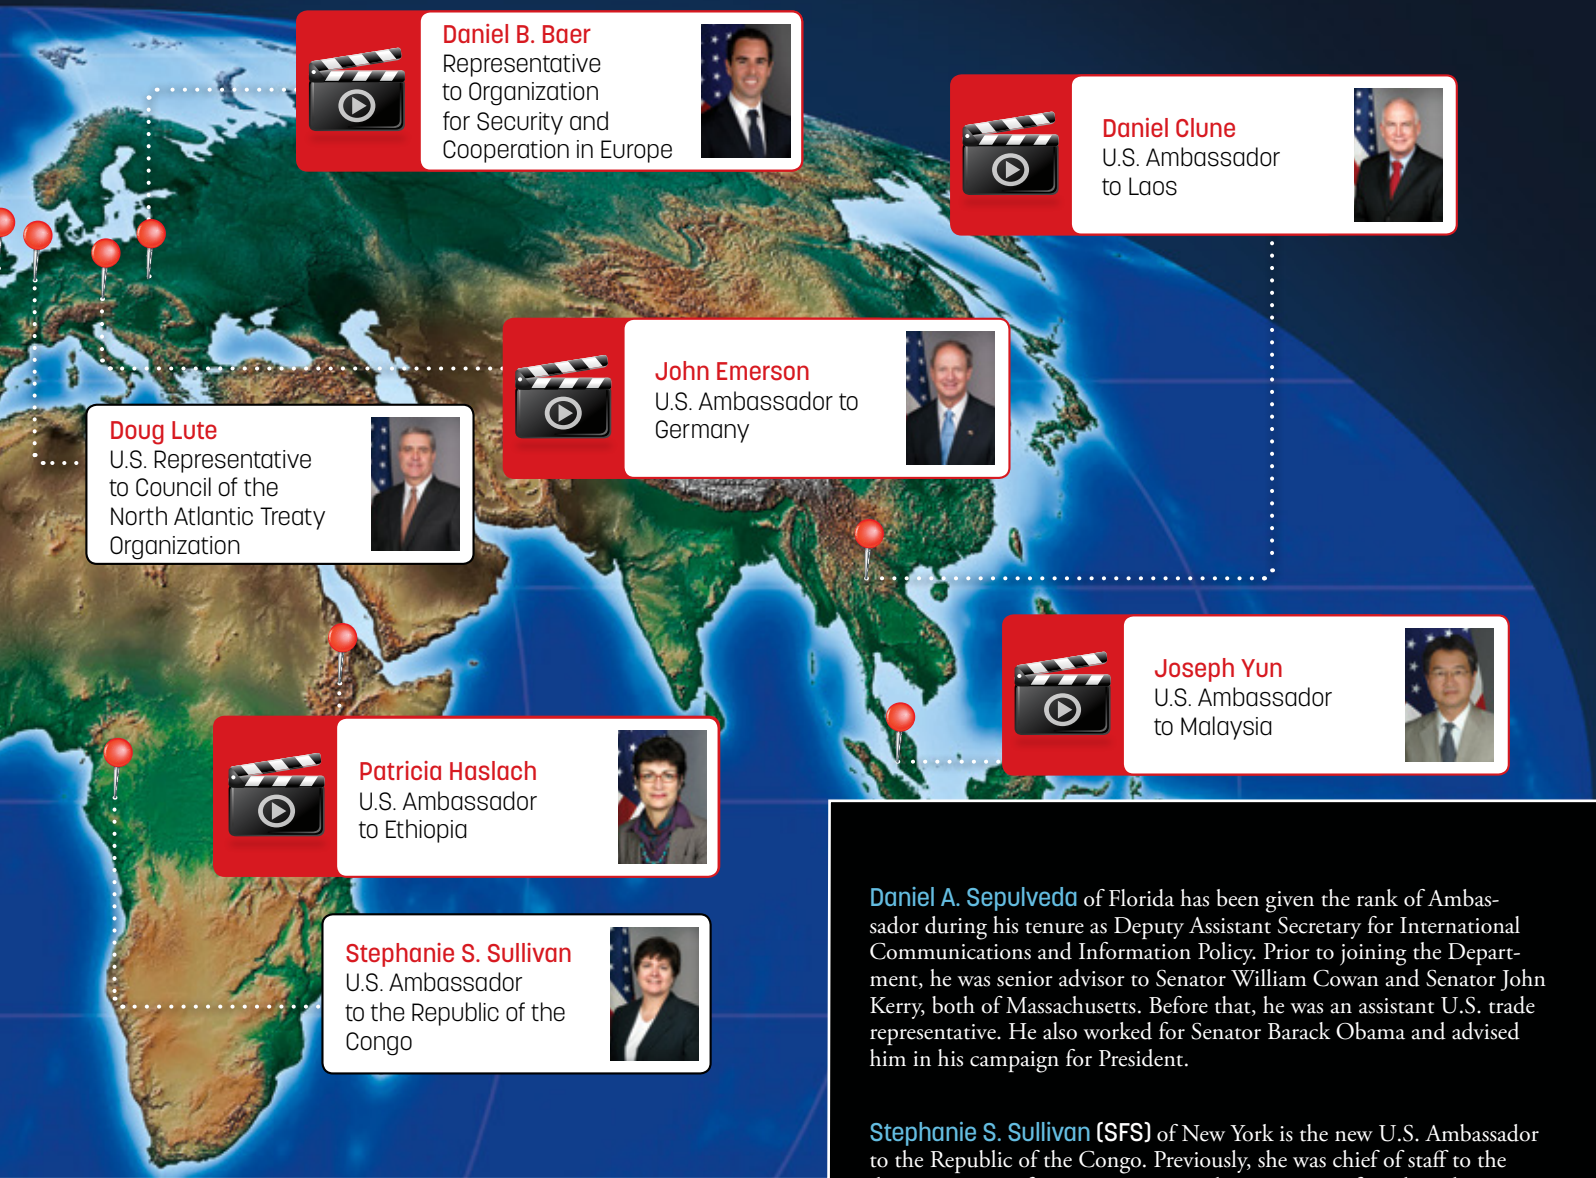 Daniel B. Baer
Representative
to Organization
for Security and
Cooperation in Europe
Daniel Clune
U.S. Ambassador
to Laos
John Emerson
U.S. Ambassador to
Germany
Doug Lute
U.S. Representative
to Council of the
North Atlantic Treaty
Organization
Joseph Yun
U.S. Ambassador
to Malaysia
Patricia Haslach
U.S. Ambassador
to Ethiopia
Stephanie S. Sullivan
U.S. Ambassador
to the Republic of the
Congo
Daniel A. Sepulveda of Florida has been given the rank of Ambas-
sador during his tenure as Deputy Assistant Secretary for International
Communications and Information Policy. Prior to joining the Depart-
ment, he was senior advisor to Senator William Cowan and Senator John
Kerry, both of Massachusetts. Before that, he was an assistant U.S. trade
representative. He also worked for Senator Barack Obama and advised
him in his campaign for President.
Stephanie S. Sullivan (SFS) of New York is the new U.S. Ambassador
to the Republic of the Congo. Previously, she was chief of staff to the